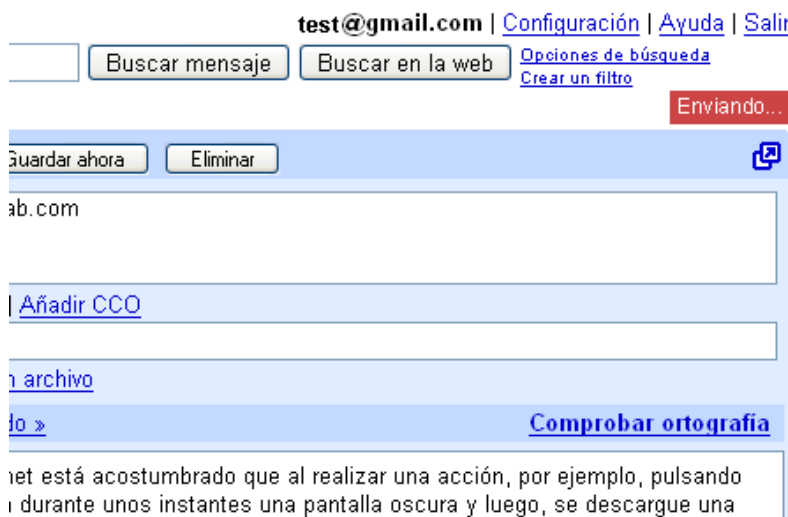 test@gmail.com | Configuración | Ayuda | Salir
Buscar mensaje Buscar en la web Opciones de búsqueda
Crear un filtro
Enviando...
Guardar ahora Eliminar
ab.com
| Añadir CCO
archivo
do »
Comprobar ortografía
net está acostumbrado que al realizar una acción, por ejemplo, pulsando
durante unos instantes una pantalla oscura y luego, se descargue una